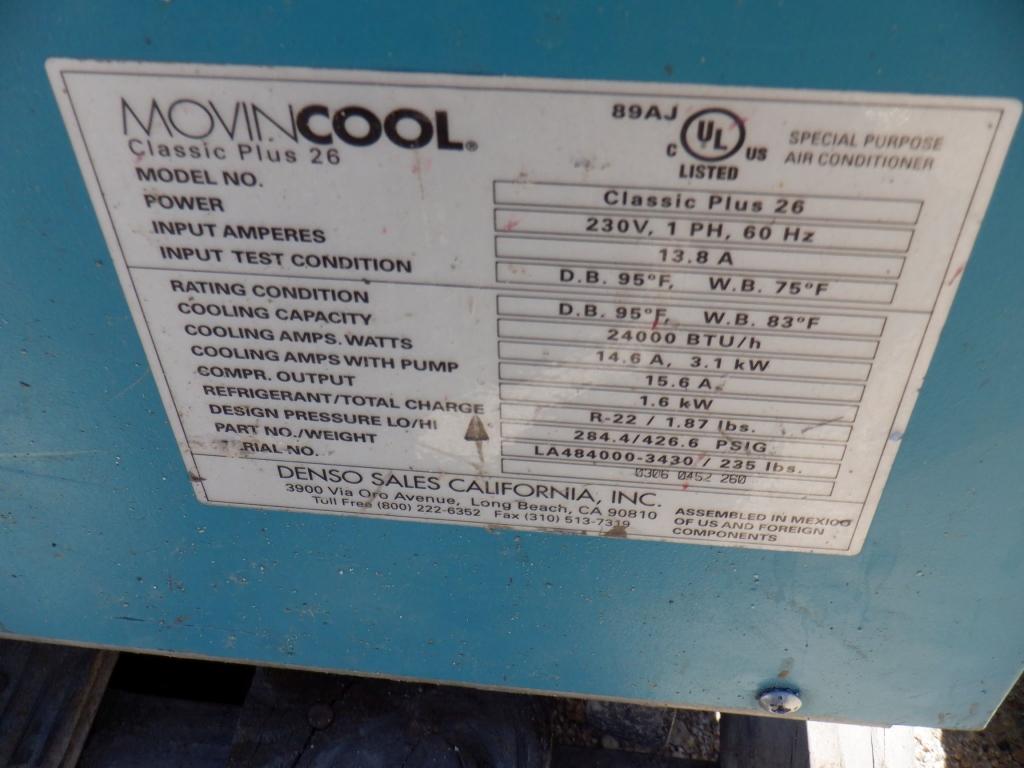 MOVINCOOL®
Classic Plus 26
89AJ
C UL US
LISTED
SPECIAL PURPOSE
AIR CONDITIONER
MODEL NO. Classic Plus 26
POWER 230V, 1 PH, 60 Hz
INPUT AMPERES 13.8 A
INPUT TEST CONDITION D.B. 95°F, W.B. 75°F
RATING CONDITION D.B. 95°F, W.B. 83°F
COOLING CAPACITY 24000 BTU/h
COOLING AMPS. WATTS 14.6 A, 3.1 kW
COOLING AMPS WITH PUMP 15.6 A
COMPR. OUTPUT 1.6 kW
REFRIGERANT/TOTAL CHARGE R-22 / 1.87 lbs.
DESIGN PRESSURE LO/HI 284.4/426.6 PSIG
PART NO./WEIGHT LA484000-3430 / 235 lbs.
RIAL NO. 0306 0452 260
DENSO SALES CALIFORNIA, INC.
3900 Via Oro Avenue, Long Beach, CA 90810
Toll Free (800) 222-6352 Fax (310) 513-7319
ASSEMBLED IN MEXICO
OF US AND FOREIGN
COMPONENTS